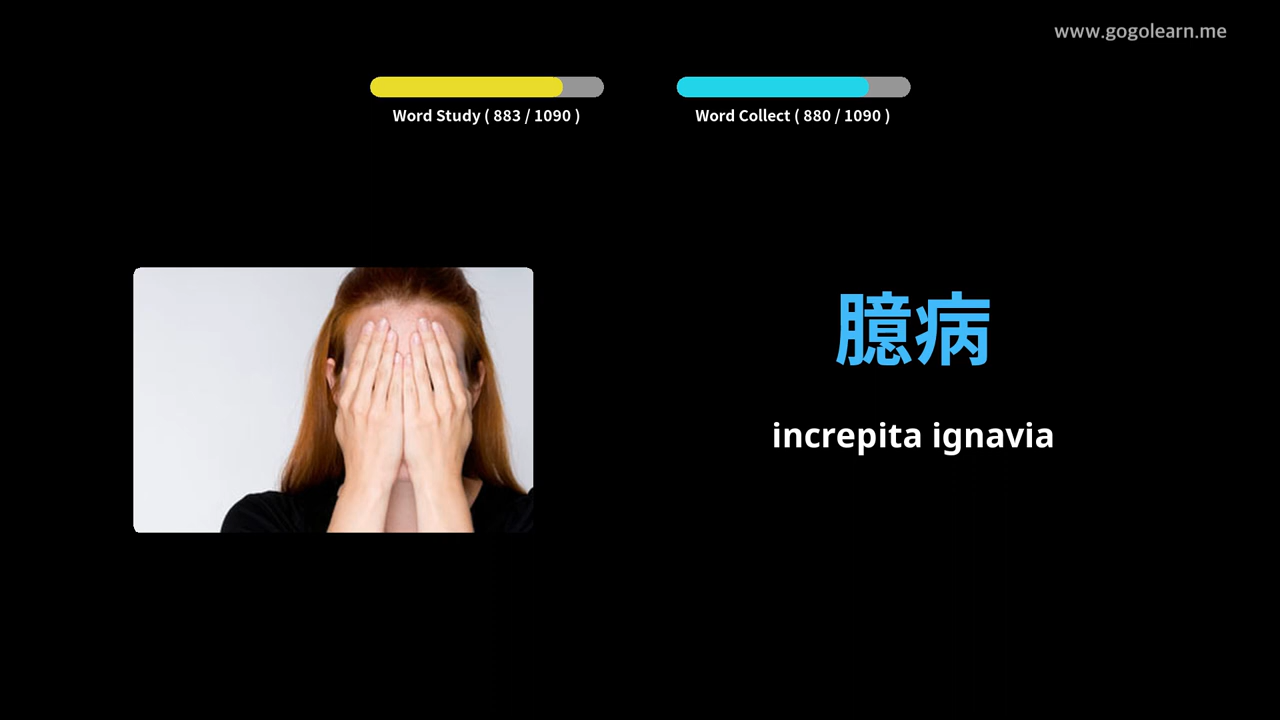 www.gogolearn.me
Word Study ( 883 / 1090 )
Word Collect ( 880 / 1090 )
臆病
increpita ignavia